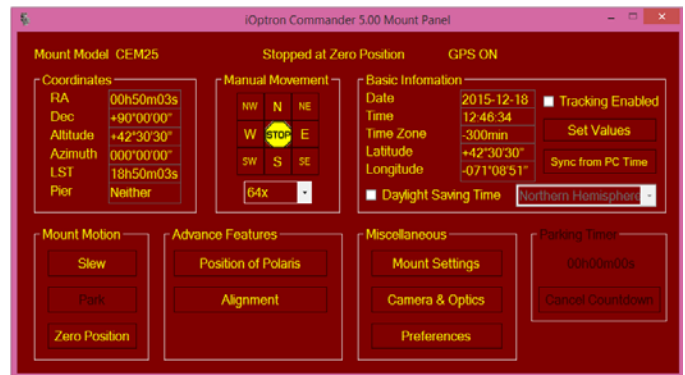 iOptron Commander 5.00 Mount Panel
Mount Model CEM25 Stopped at Zero Position GPS ON
Coordinates
RA 00h50m03s
Dec +90°00'00"
Altitude +42°30'30"
Azimuth 000°00'00"
LST 18h50m03s
Pier Neither
Manual Movement
NW N NE
W STOP E
SW S SE
64x
Basic Infomation
Date 2015-12-18
Time 12:46:34
Time Zone -300min
Latitude +42°30'30"
Longitude -071°08'51"
Tracking Enabled
Set Values
Sync from PC Time
Daylight Saving Time Northern Hemisphere
Mount Motion
Slew
Park
Zero Position
Advance Features
Position of Polaris
Alignment
Miscellaneous
Mount Settings
Camera & Optics
Preferences
Parking Timer
00h00m00s
Cancel Countdown